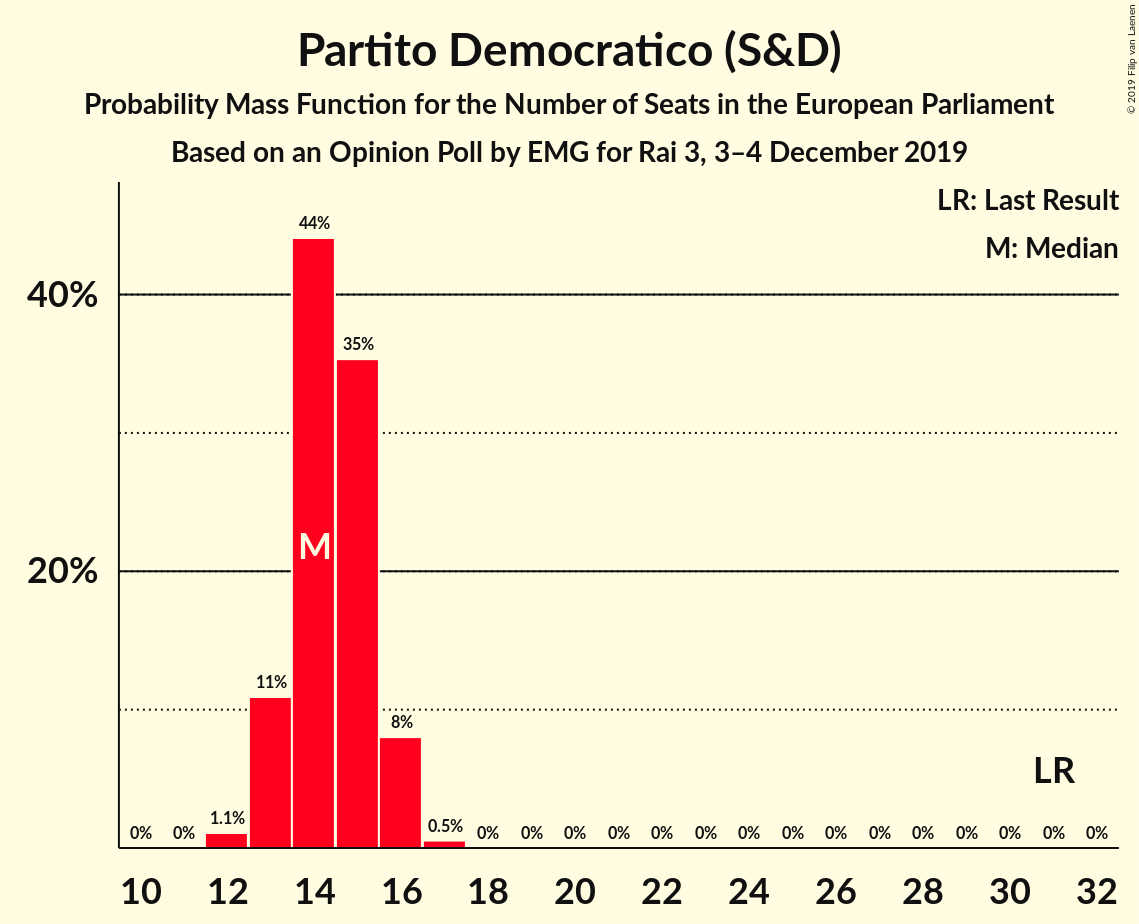 Partito Democratico (S&D)
Probability Mass Function for the Number of Seats in the European Parliament
Based on an Opinion Poll by EMG for Rai 3, 3–4 December 2019
© 2019 Filip van Laenen
LR: Last Result
M: Median
44%
40%
35%
M
20%
11%
8%
LR
1.1%
0.5%
0% 0% 0% 0% 0% 0% 0% 0% 0% 0% 0% 0% 0% 0% 0% 0% 0%
10 12 14 16 18 20 22 24 26 28 30 32